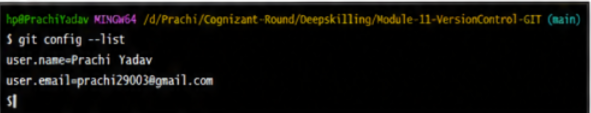 hp@PrachiYadav MINGW64 /d/Prachi/Cognizant-Round/Deepskilling/Module-11-VersionControl-GIT (main)
$ git config --list
user.name=Prachi Yadav
user.email=prachi29003@gmail.com
$